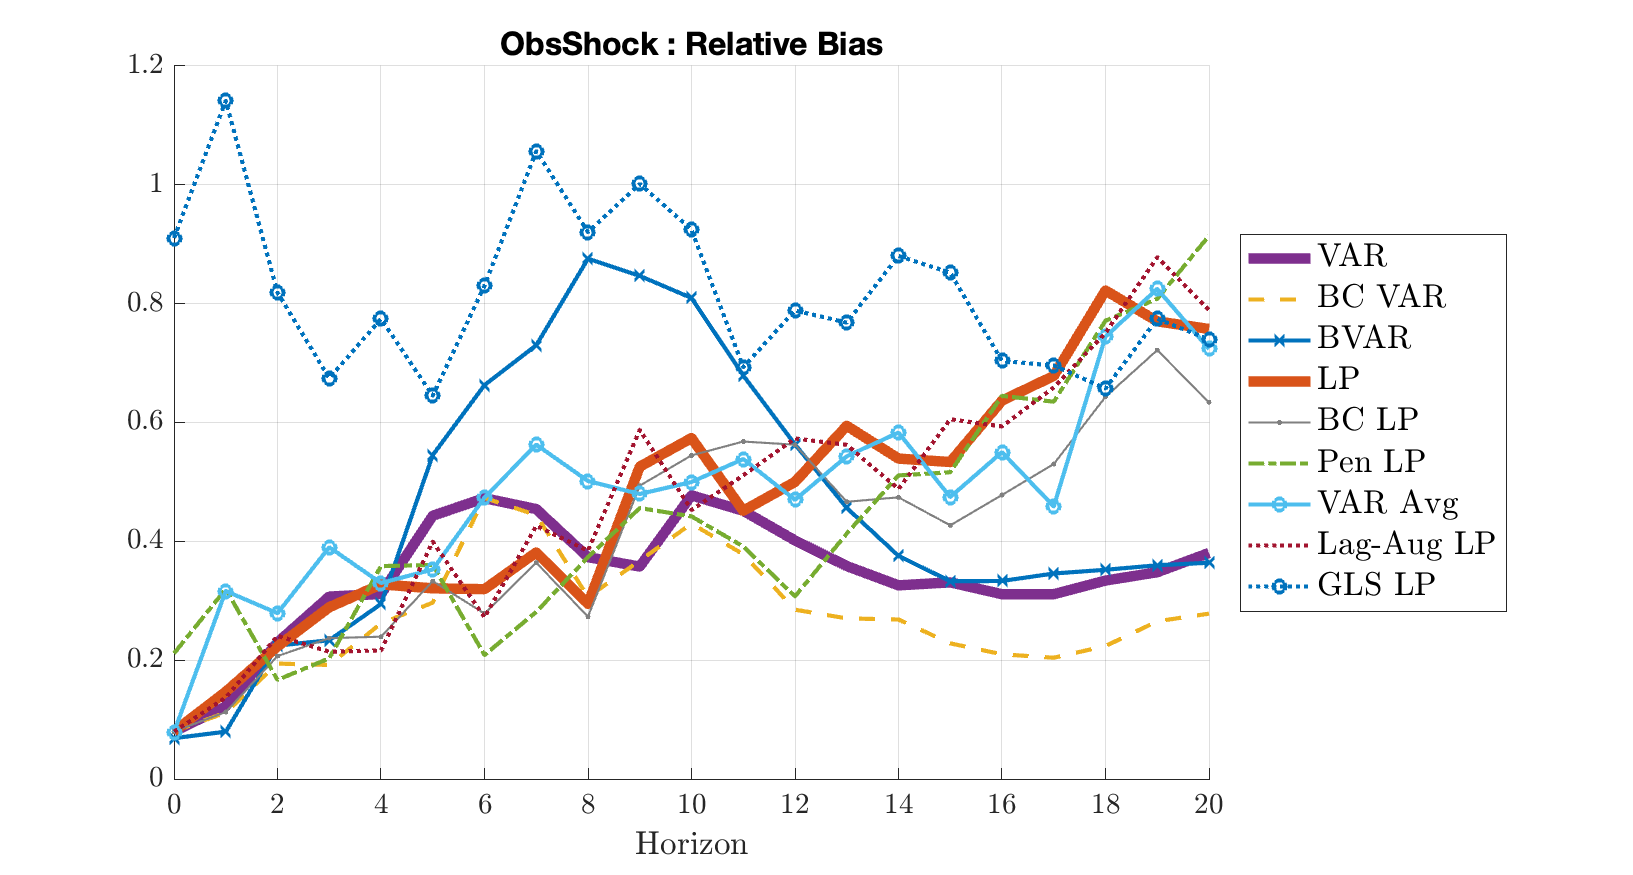 ObsShock : Relative Bias
1.2
1
0.8
0.6
0.4
0.2
0
0 2 4 6 8 10 12 14 16 18 20
Horizon
VAR
BC VAR
BVAR
LP
BC LP
Pen LP
VAR Avg
Lag-Aug LP
GLS LP